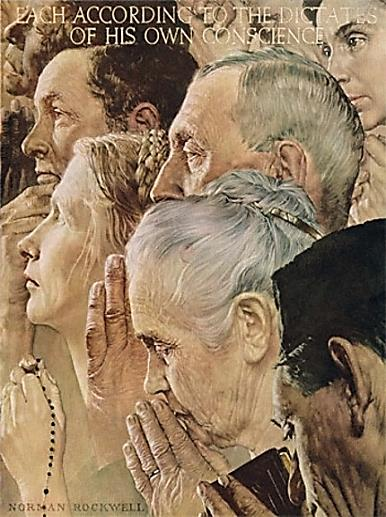 EACH ACCORDING TO THE DICTATES
OF HIS OWN CONSCIENCE
NORMAN ROCKWELL